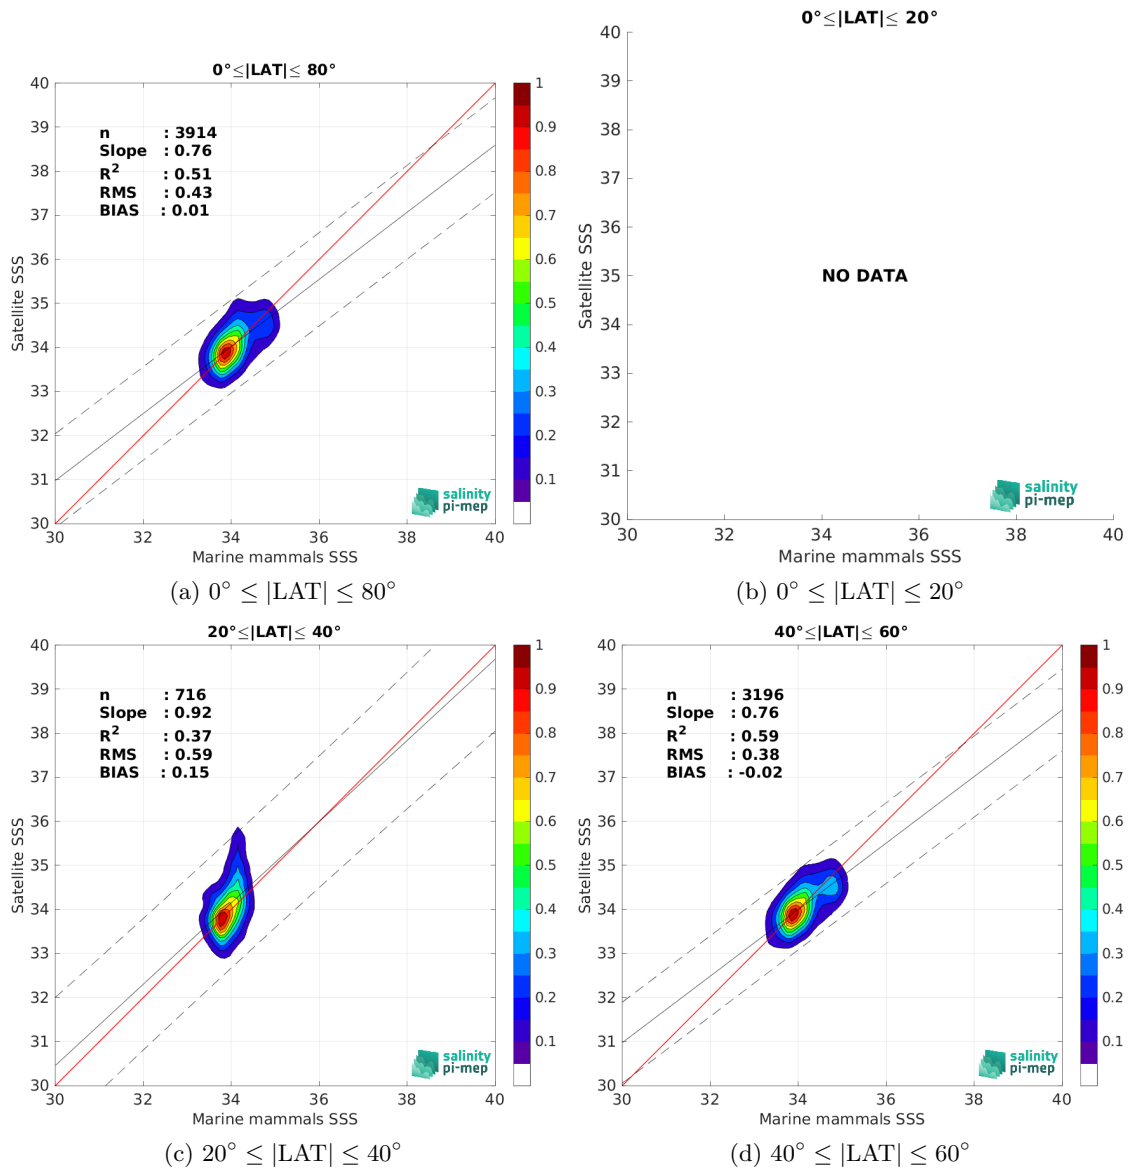 0°≤|LAT|≤ 80°
40
39
38
37
36
35
34
33
32
31
30
Satellite SSS
n : 3914
Slope : 0.76
R² : 0.51
RMS : 0.43
BIAS : 0.01
salinity
pi-mep
30 32 34 36 38 40
Marine mammals SSS
1
0.9
0.8
0.7
0.6
0.5
0.4
0.3
0.2
0.1
(a) 0° ≤ |LAT| ≤ 80°
0°≤|LAT|≤ 20°
40
39
38
37
36
35
34
33
32
31
30
Satellite SSS
NO DATA
salinity
pi-mep
30 32 34 36 38 40
Marine mammals SSS
(b) 0° ≤ |LAT| ≤ 20°
20°≤|LAT|≤ 40°
40
39
38
37
36
35
34
33
32
31
30
Satellite SSS
n : 716
Slope : 0.92
R² : 0.37
RMS : 0.59
BIAS : 0.15
salinity
pi-mep
30 32 34 36 38 40
Marine mammals SSS
1
0.9
0.8
0.7
0.6
0.5
0.4
0.3
0.2
0.1
(c) 20° ≤ |LAT| ≤ 40°
40°≤|LAT|≤ 60°
40
39
38
37
36
35
34
33
32
31
30
Satellite SSS
n : 3196
Slope : 0.76
R² : 0.59
RMS : 0.38
BIAS : -0.02
salinity
pi-mep
30 32 34 36 38 40
Marine mammals SSS
1
0.9
0.8
0.7
0.6
0.5
0.4
0.3
0.2
0.1
(d) 40° ≤ |LAT| ≤ 60°